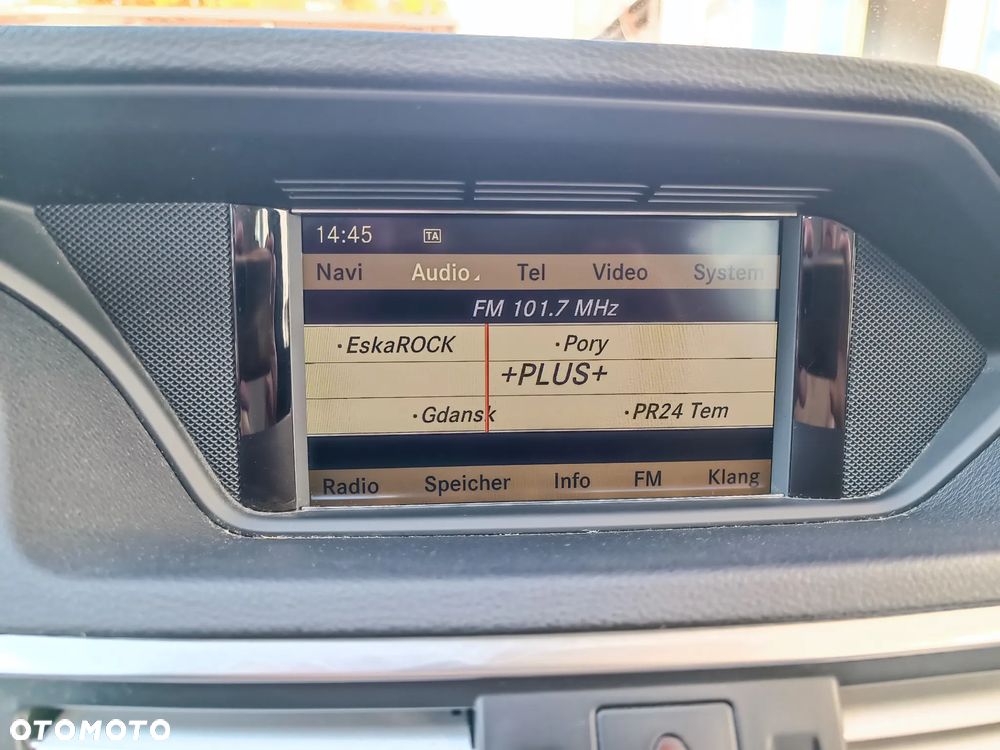 14:45 TA
Navi Audio Tel Video System
FM 101.7 MHz
·EskaROCK ·Pory
+PLUS+
·Gdansk ·PR24 Tem
Radio Speicher Info FM Klang
OTOMOTO